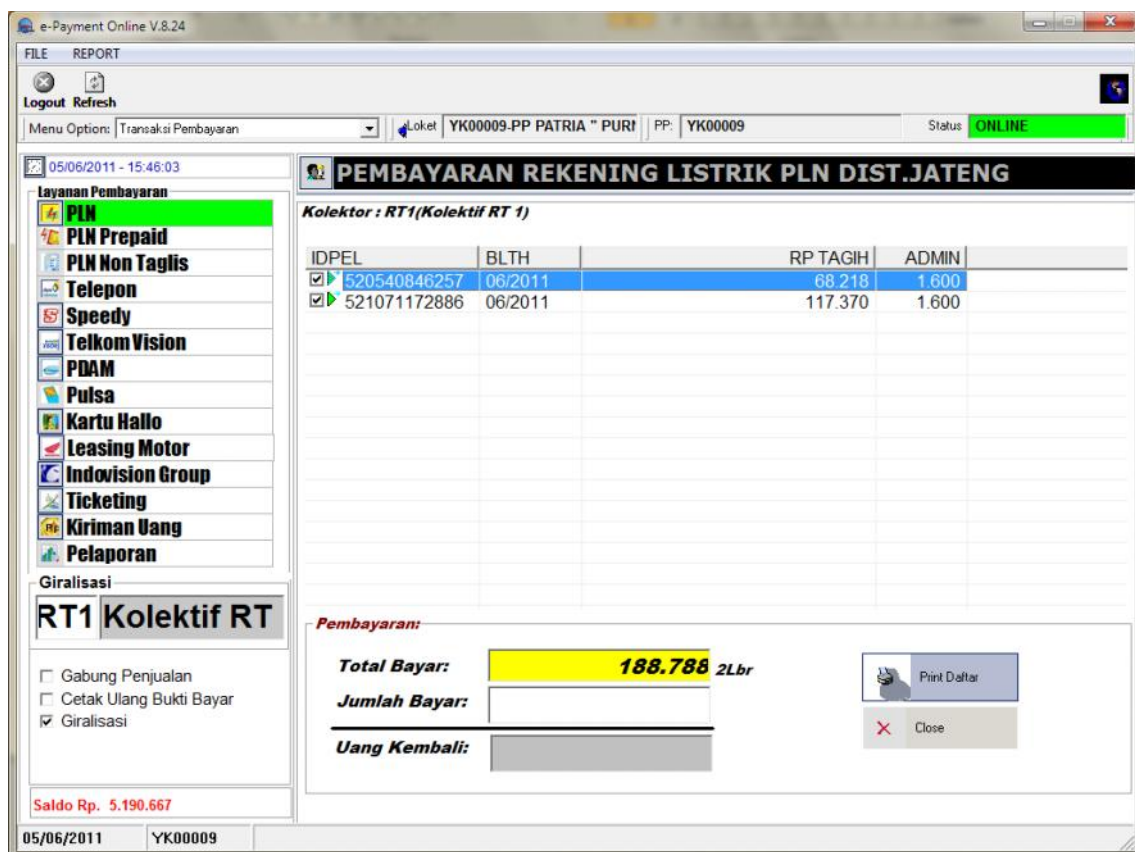 e-Payment Online V.8.24
FILE REPORT
Logout Refresh
Menu Option: Transaksi Pembayaran Loket YK00009-PP PATRIA " PURI PP: YK00009 Status ONLINE
05/06/2011 - 15:46:03
Layanan Pembayaran
PLN
PLN Prepaid
PLN Non Taglis
Telepon
Speedy
Telkom Vision
PDAM
Pulsa
Kartu Hallo
Leasing Motor
Indovision Group
Ticketing
Kiriman Uang
Pelaporan
Giralisasi
RT1 Kolektif RT
Gabung Penjualan
Cetak Ulang Bukti Bayar
Giralisasi
Saldo Rp. 5.190.667
PEMBAYARAN REKENING LISTRIK PLN DIST.JATENG
Kolektor : RT1(Kolektif RT 1)
IDPEL BLTH RP TAGIH ADMIN
520540846257 06/2011 68.218 1.600
521071172886 06/2011 117.370 1.600
Pembayaran:
Total Bayar: 188.788 2Lbr
Jumlah Bayar:
Uang Kembali:
Print Daftar
Close
05/06/2011 YK00009